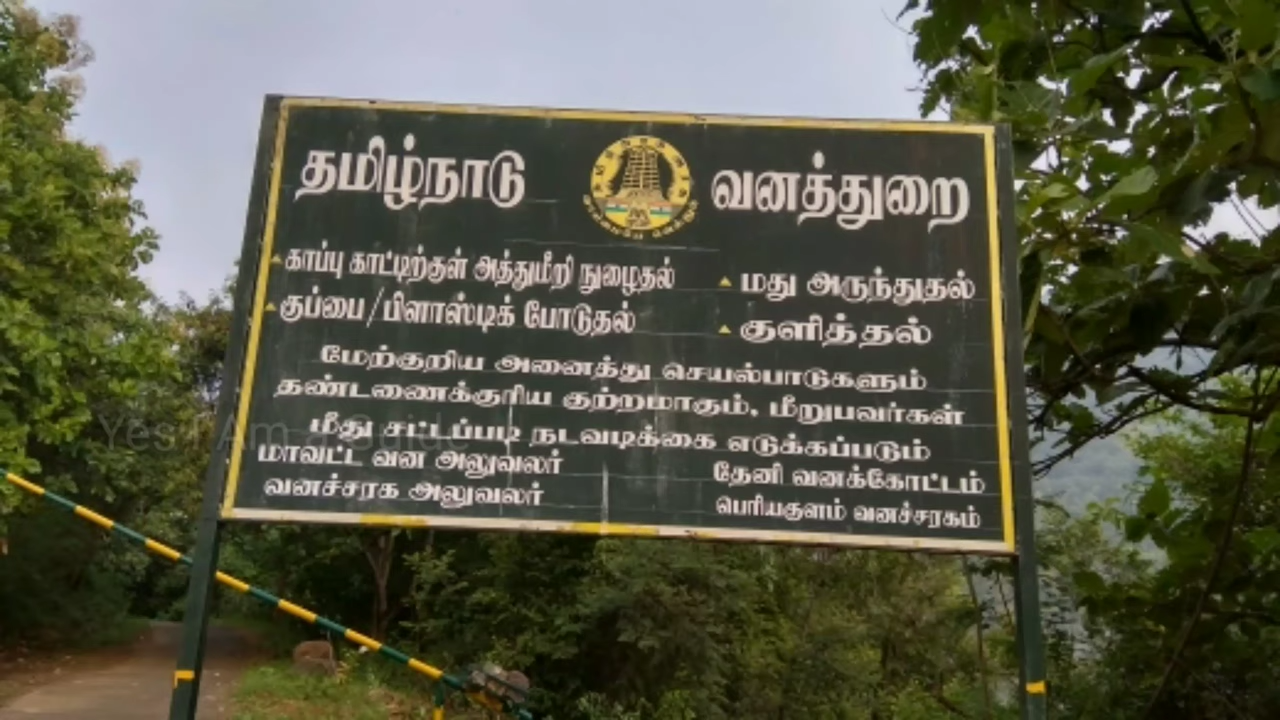 தமிழ்நாடு வனத்துறை
காப்பு காட்டிற்குள் அத்துமீறி நுழைதல் மது அருந்துதல்
குப்பை/பிளாஸ்டிக் போடுதல் குளித்தல்
மேற்குறிய அனைத்து செயல்பாடுகளும்
தண்டணைக்குரிய குற்றமாகும். மீறுபவர்கள்
மீது சட்டப்படி நடவடிக்கை எடுக்கப்படும்
மாவட்ட வன அலுவலர் தேனி வனக்கோட்டம்
வனச்சரக அலுவலர் பெரியகுளம் வனச்சரகம்